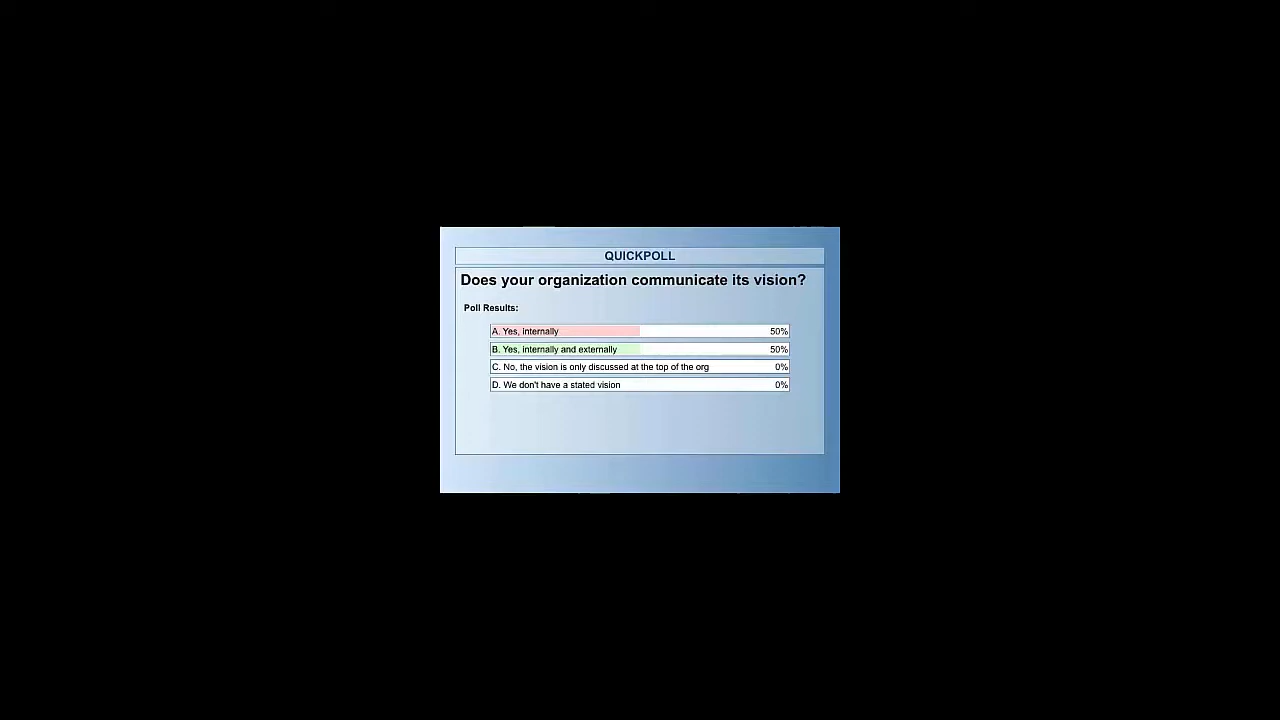 QUICKPOLL
Does your organization communicate its vision?
Poll Results:
A. Yes, internally 50%
B. Yes, internally and externally 50%
C. No, the vision is only discussed at the top of the org 0%
D. We don't have a stated vision 0%